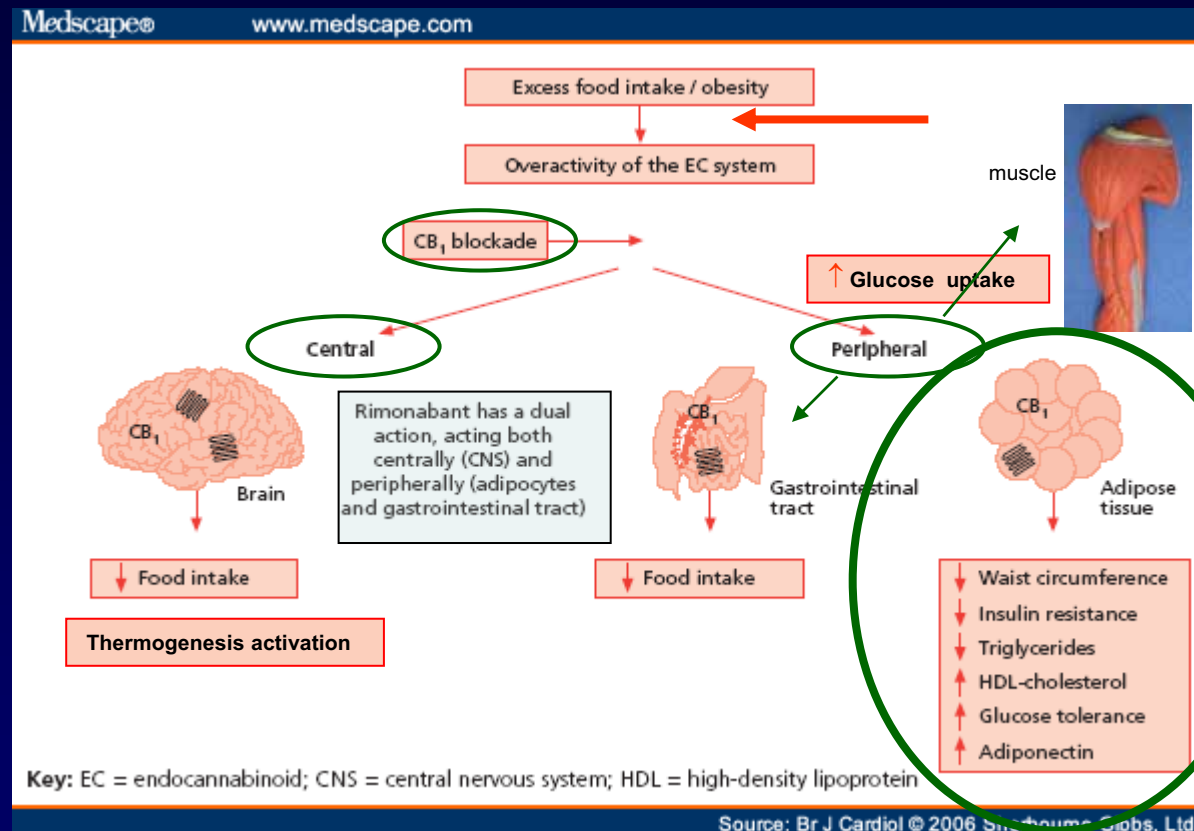 Medscape® www.medscape.com
Excess food intake / obesity
Overactivity of the EC system
muscle
CB₁ blockade
↑ Glucose uptake
Central
Peripheral
CB₁
Brain
Rimonabant has a dual
action, acting both
centrally (CNS) and
peripherally (adipocytes
and gastrointestinal tract)
CB₁
Gastrointestinal
tract
CB₁
Adipose
tissue
↓ Food intake
Thermogenesis activation
↓ Food intake
↓ Waist circumference
↓ Insulin resistance
↓ Triglycerides
↑ HDL-cholesterol
↑ Glucose tolerance
↑ Adiponectin
Key: EC = endocannabinoid; CNS = central nervous system; HDL = high-density lipoprotein
Source: Br J Cardiol © 2006 Sherbourne Gibbs, Ltd